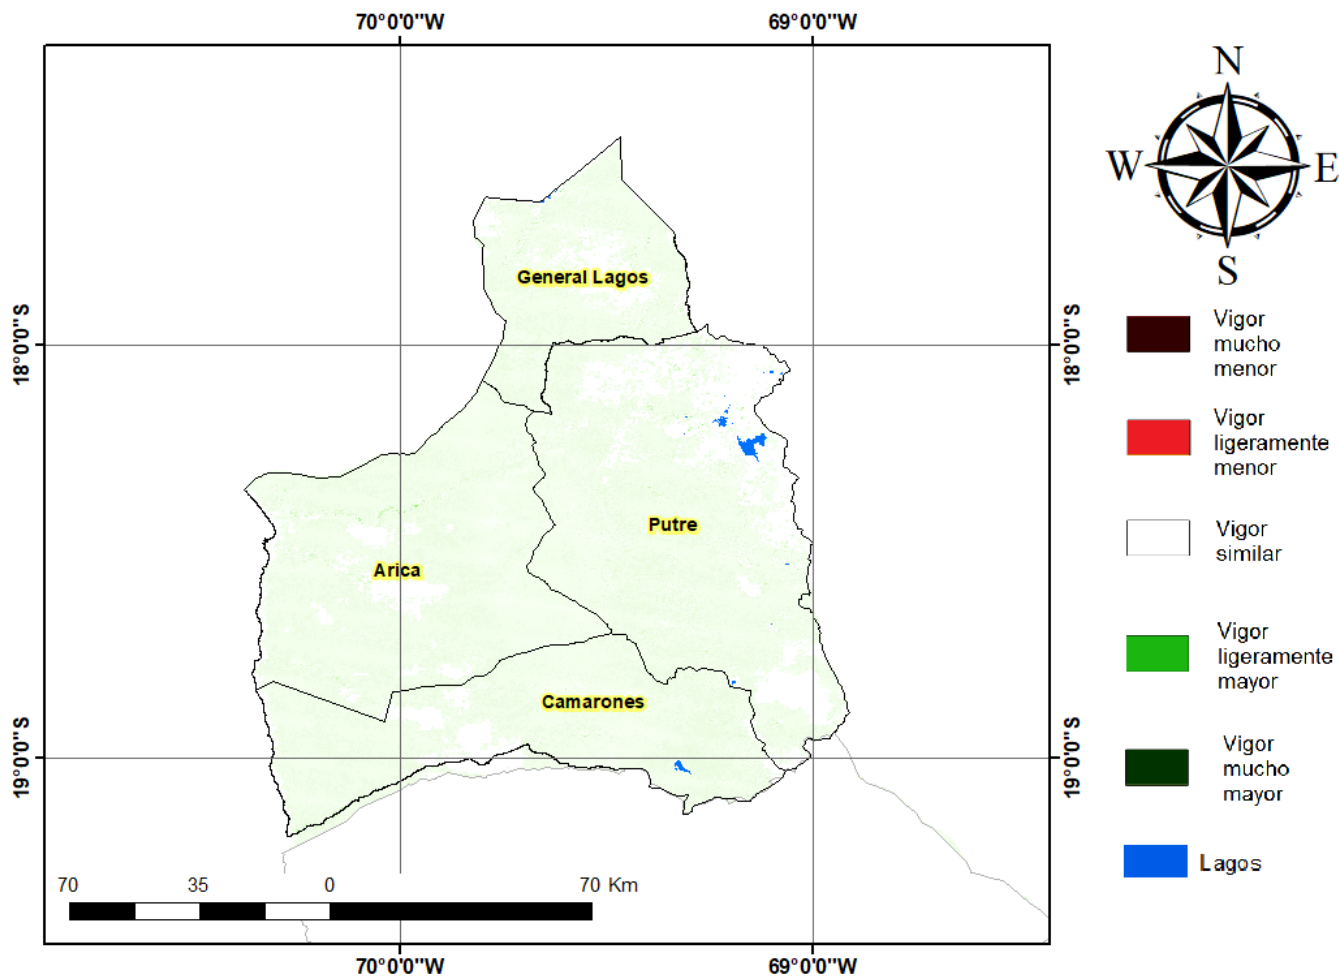 70°0'0"W
69°0'0"W
N
W
E
S
18°0'0"S
18°0'0"S
General Lagos
Putre
Arica
Camarones
19°0'0"S
19°0'0"S
70
35
0
70 Km
70°0'0"W
69°0'0"W
Vigor
mucho
menor
Vigor
ligeramente
menor
Vigor
similar
Vigor
ligeramente
mayor
Vigor
mucho
mayor
Lagos